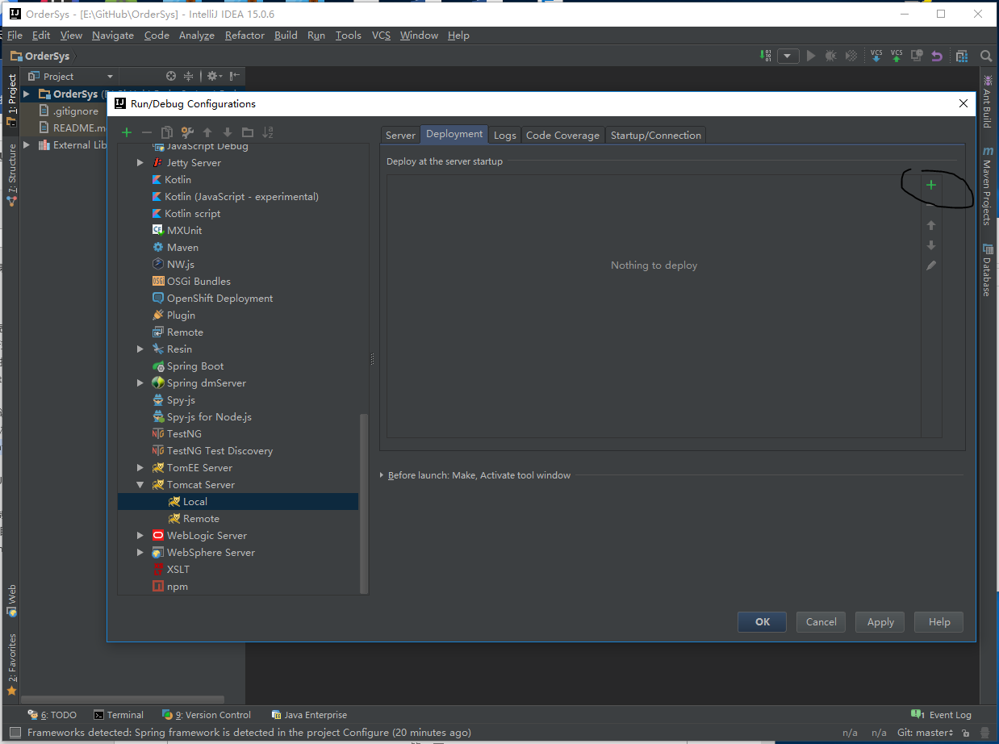 OrderSys - [E:\GitHub\OrderSys] - IntelliJ IDEA 15.0.6
File Edit View Navigate Code Analyze Refactor Build Run Tools VCS Window Help
OrderSys
VCS VCS
Project
1: Project
7: Structure
Web
2: Favorites
OrderSys
.gitignore
README.m
External Lib
Run/Debug Configurations
JavaScript Debug
Jetty Server
Kotlin
Kotlin (JavaScript - experimental)
Kotlin script
MXUnit
Maven
NW.js
OSGi Bundles
OpenShift Deployment
Plugin
Remote
Resin
Spring Boot
Spring dmServer
Spy-js
Spy-js for Node.js
TestNG
TestNG Test Discovery
TomEE Server
Tomcat Server
Local
Remote
WebLogic Server
WebSphere Server
XSLT
npm
Server Deployment Logs Code Coverage Startup/Connection
Deploy at the server startup
Nothing to deploy
Before launch: Make, Activate tool window
OK Cancel Apply Help
Ant Build
Maven Projects
Database
6: TODO Terminal 9: Version Control Java Enterprise
1 Event Log
Frameworks detected: Spring framework is detected in the project Configure (20 minutes ago)
n/a n/a Git: master